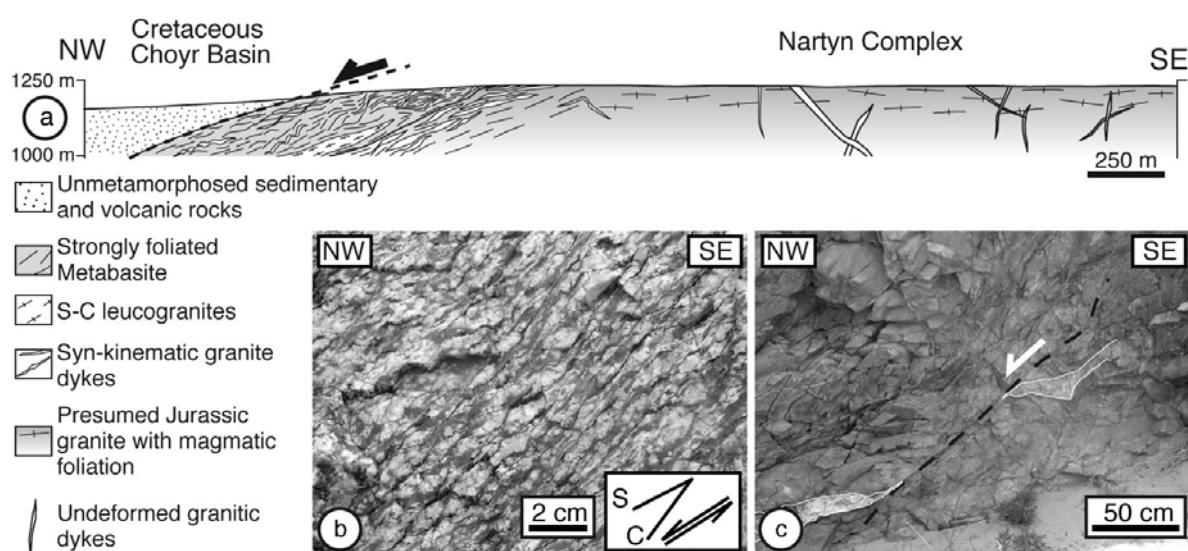 Cretaceous
Choyr Basin
NW
Nartyn Complex
SE
1250 m
a
1000 m
250 m
Unmetamorphosed sedimentary
and volcanic rocks
Strongly foliated
Metabasite
S-C leucogranites
Syn-kinematic granite
dykes
Presumed Jurassic
granite with magmatic
foliation
Undeformed granitic
dykes
NW
SE
S
C
2 cm
b
NW
SE
50 cm
c